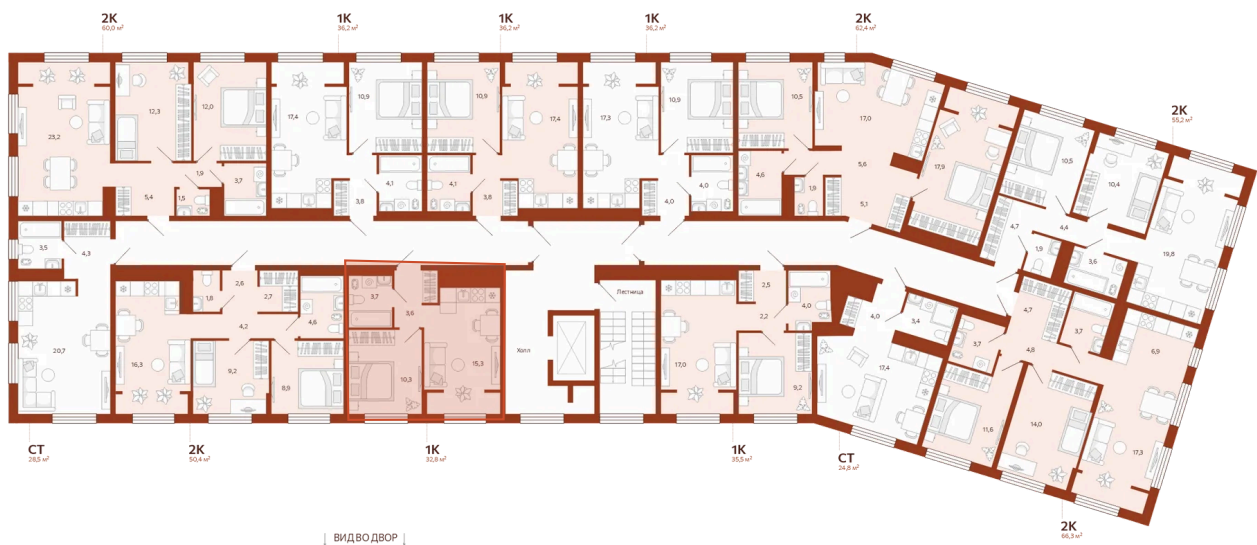 2К
60,0 м²
1К
36,2 м²
1К
36,2 м²
1К
36,2 м²
2К
62,4 м²
2К
55,2 м²
23,2
12,3
12,0
17,4
10,9
10,9
17,4
17,3
10,9
10,5
17,0
17,9
10,5
10,4
19,8
5,4
1,9
1,5
3,7
3,8
4,1
4,1
3,8
4,0
4,0
4,6
1,9
5,6
5,1
4,7
1,9
4,4
3,6
3,5
4,3
20,7
16,3
1,8
2,6
2,7
4,2
4,6
9,2
8,9
3,7
3,6
10,3
15,3
Холл
Лестница
17,0
2,5
2,2
4,0
9,2
4,0
3,4
17,4
3,7
11,6
4,7
4,8
3,7
14,0
6,9
17,3
СТ
28,5 м²
2К
50,4 м²
1К
32,8 м²
1К
35,5 м²
СТ
24,8 м²
2К
66,3 м²
ВИД ВО ДВОР